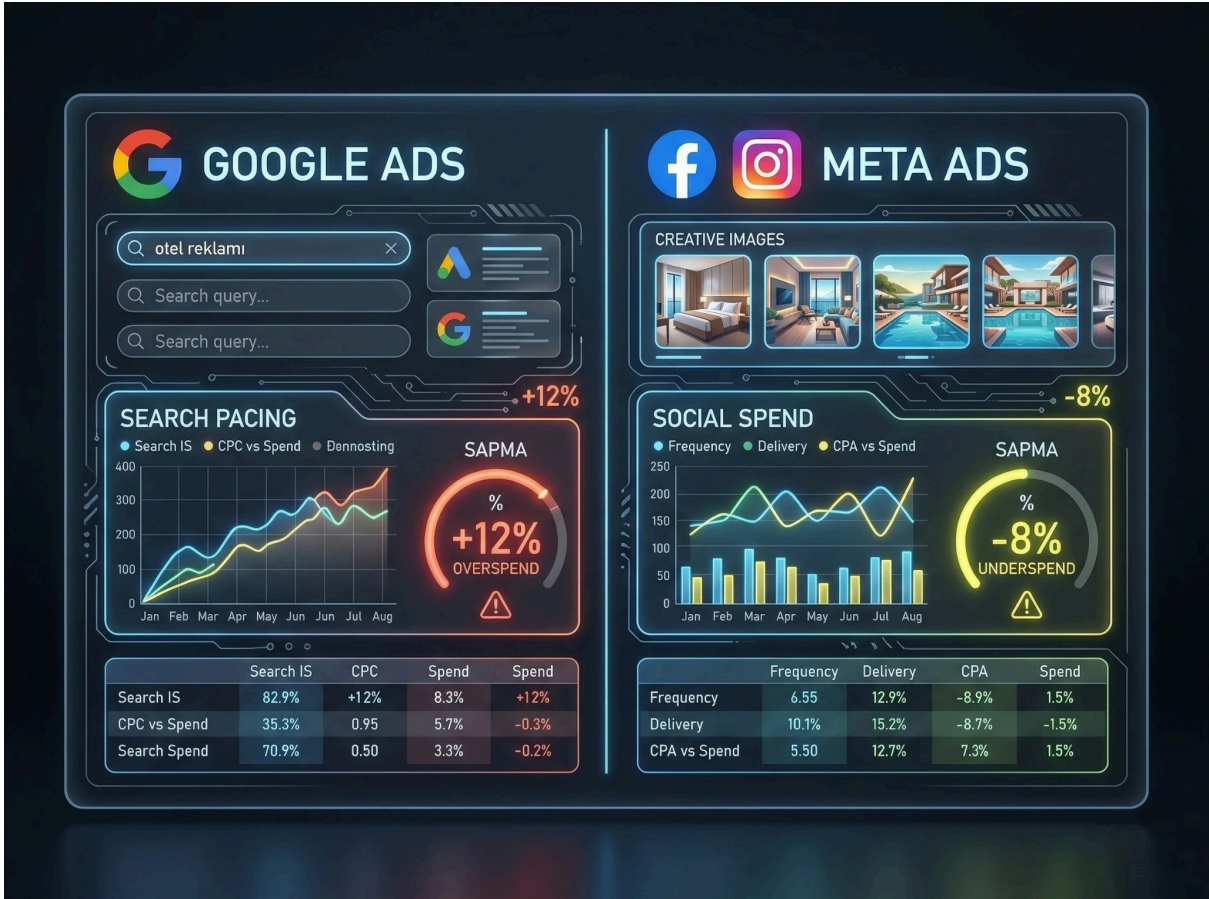 GOOGLE ADS
otel reklamı
Search query...
Search query...
+12%
SEARCH PACING
Search IS CPC vs Spend Dannosting
400
300
200
100
0
Jan Feb Mar Apr May Jun Jun Jul Aug
SAPMA
%
+12%
OVERSPEND
Search IS CPC Spend Spend
Search IS 82.9% +12% 8.3% +12%
CPC vs Spend 35.3% 0.95 5.7% -0.3%
Search Spend 70.9% 0.50 3.3% -0.2%
META ADS
CREATIVE IMAGES
-8%
SOCIAL SPEND
Frequency Delivery CPA vs Spend
250
200
150
100
50
0
Jan Feb Mar Apr May Jun Jul Aug
SAPMA
%
-8%
UNDERSPEND
Frequency Delivery CPA Spend
Frequency 6.55 12.9% -8.9% 1.5%
Delivery 10.1% 15.2% -8.7% -1.5%
CPA vs Spend 5.50 12.7% 7.3% 1.5%